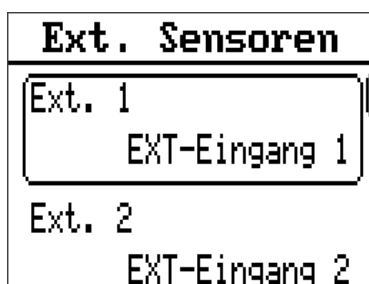 Ext. Sensoren
Ext. 1
EXT-Eingang 1
Ext. 2
EXT-Eingang 2